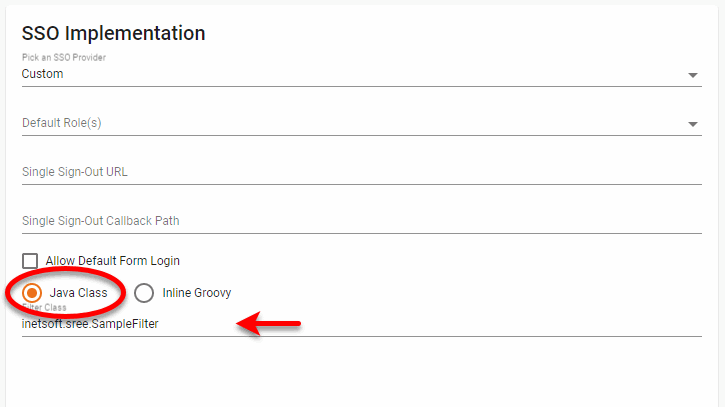 SSO Implementation
Pick an SSO Provider
Custom
Default Role(s)
Single Sign-Out URL
Single Sign-Out Callback Path
Allow Default Form Login
Java Class Inline Groovy
Filter Class
inetsoft.sree.SampleFilter